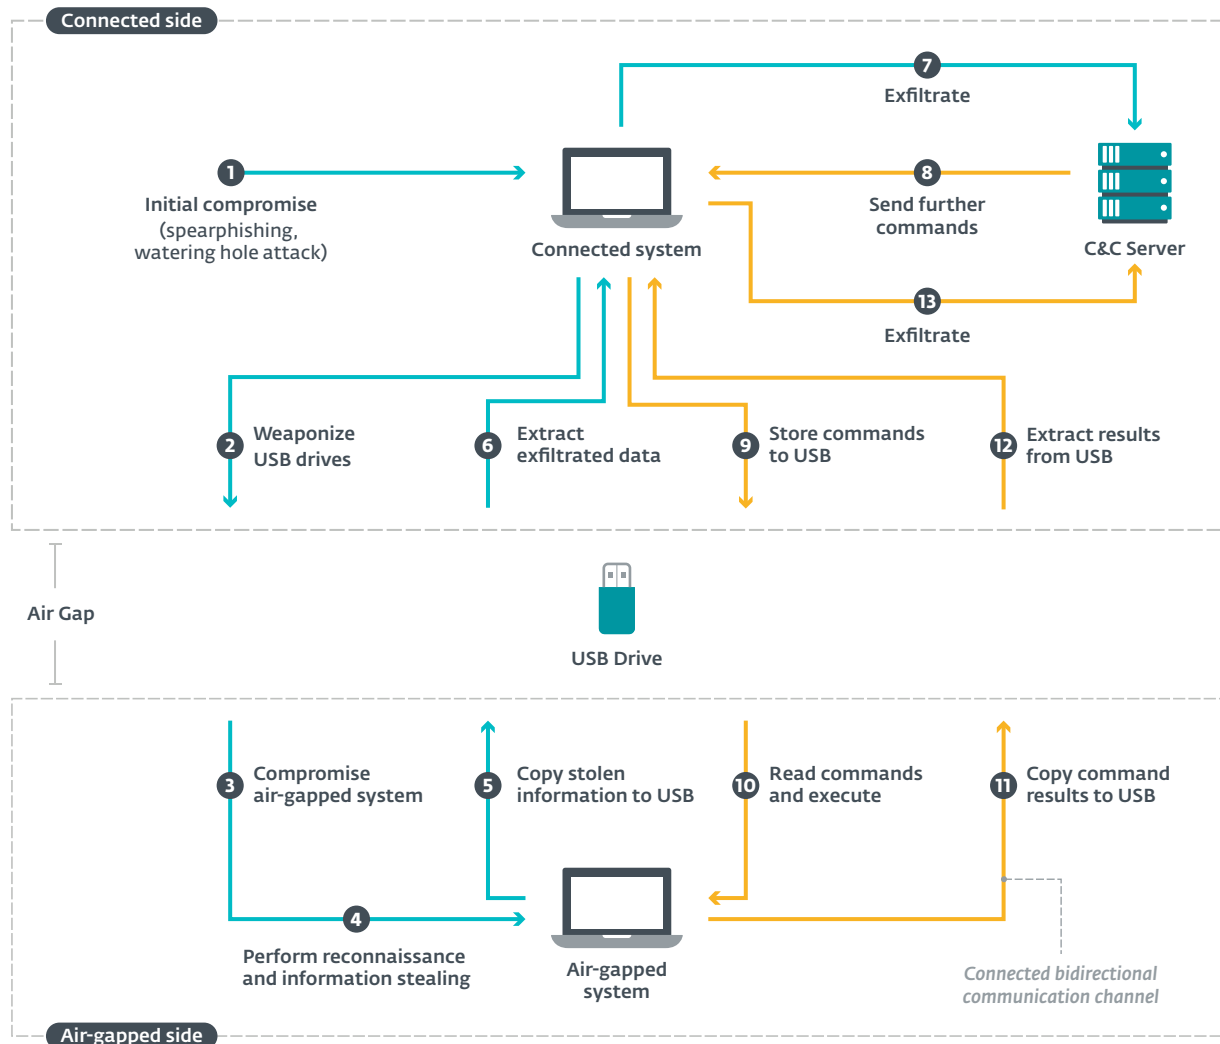 Connected side
7
Exfiltrate
1
Initial compromise
(spearphishing,
watering hole attack)
Connected system
8
Send further
commands
C&C Server
13
Exfiltrate
2
Weaponize
USB drives
6
Extract
exfiltrated data
9
Store commands
to USB
12
Extract results
from USB
Air Gap
USB Drive
3
Compromise
air-gapped system
5
Copy stolen
information to USB
10
Read commands
and execute
11
Copy command
results to USB
4
Perform reconnaissance
and information stealing
Air-gapped
system
Connected bidirectional
communication channel
Air-gapped side